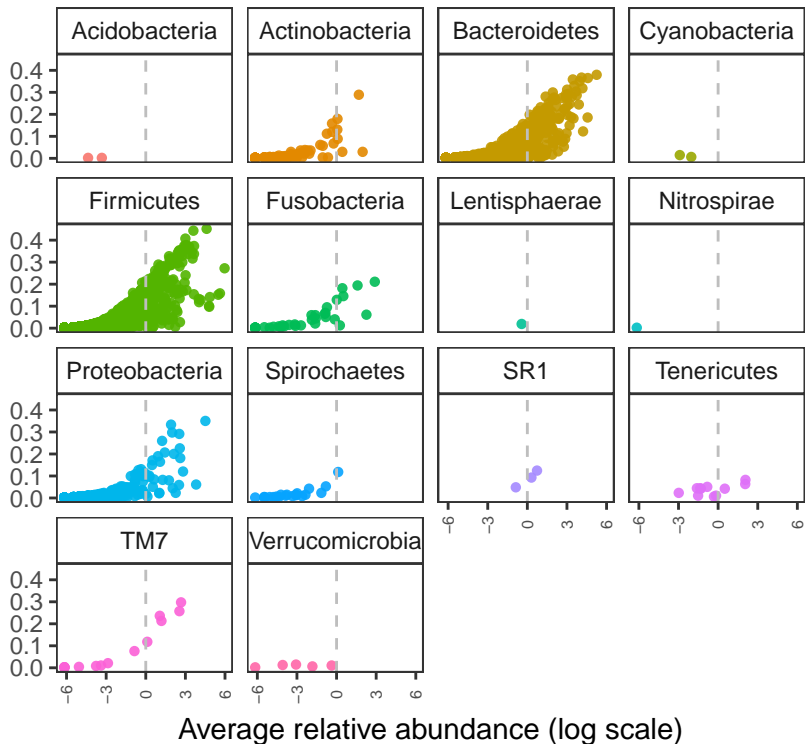 Acidobacteria Actinobacteria Bacteroidetes Cyanobacteria
0.4
0.3
0.2
0.1
0.0
Firmicutes Fusobacteria Lentisphaerae Nitrospirae
0.4
0.3
0.2
0.1
0.0
Proteobacteria Spirochaetes SR1 Tenericutes
0.4
0.3
0.2
0.1
0.0
−6 −3 0 3 6 −6 −3 0 3 6
TM7 Verrucomicrobia
0.4
0.3
0.2
0.1
0.0
−6 −3 0 3 6 −6 −3 0 3 6
Average relative abundance (log scale)